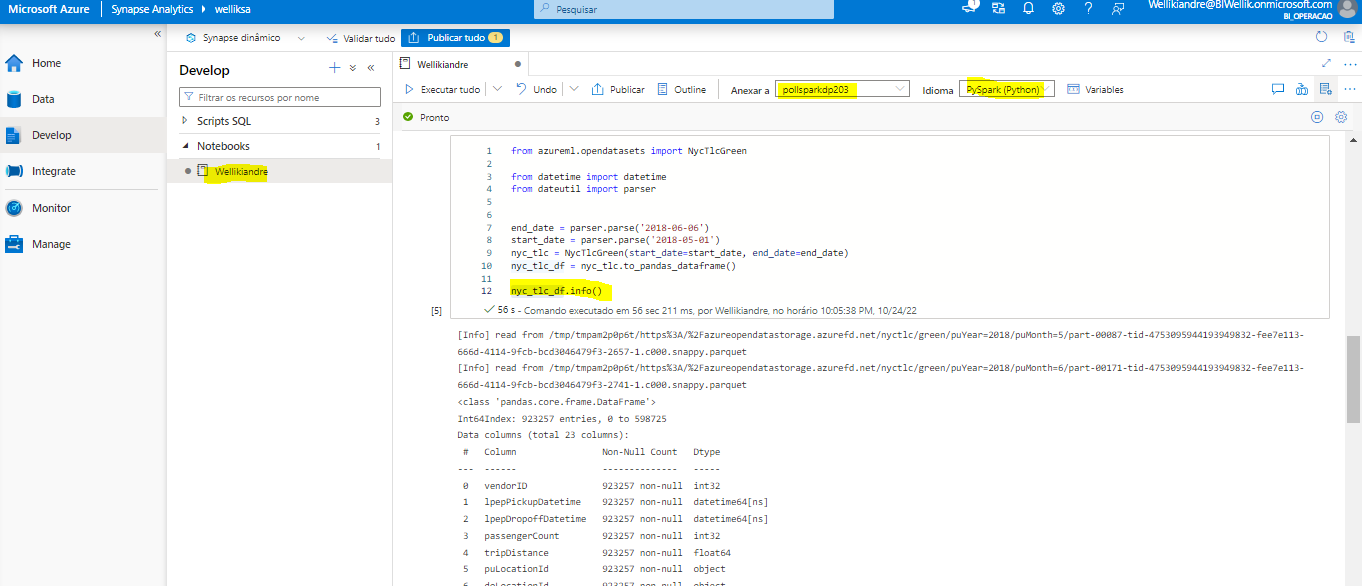 Microsoft Azure
Synapse Analytics
welliksa
Pesquisar
1
Wellikiandre@BIWellik.onmicrosoft.com
BI_OPERACAO
Synapse dinâmico
Validar tudo
Publicar tudo 1
Home
Data
Develop
Integrate
Monitor
Manage
Develop
Filtrar os recursos por nome
Scripts SQL 3
Notebooks 1
Wellikiandre
Wellikiandre
Executar tudo
Undo
Publicar
Outline
Anexar a pollsparkdp203
Idioma PySpark (Python)
Variables
Pronto
1 from azureml.opendatasets import NycTlcGreen
2
3 from datetime import datetime
4 from dateutil import parser
5
6
7 end_date = parser.parse('2018-06-06')
8 start_date = parser.parse('2018-05-01')
9 nyc_tlc = NycTlcGreen(start_date=start_date, end_date=end_date)
10 nyc_tlc_df = nyc_tlc.to_pandas_dataframe()
11
12 nyc_tlc_df.info()
[5] 56 s - Comando executado em 56 sec 211 ms, por Wellikiandre, no horário 10:05:38 PM, 10/24/22
[Info] read from /tmp/tmpam2p0p6t/https%3A/%2Fazureopendatastorage.azurefd.net/nyctlc/green/puYear=2018/puMonth=5/part-00087-tid-4753095944193949832-fee7e113-
666d-4114-9fcb-bcd3046479f3-2657-1.c000.snappy.parquet
[Info] read from /tmp/tmpam2p0p6t/https%3A/%2Fazureopendatastorage.azurefd.net/nyctlc/green/puYear=2018/puMonth=6/part-00171-tid-4753095944193949832-fee7e113-
666d-4114-9fcb-bcd3046479f3-2741-1.c000.snappy.parquet
<class 'pandas.core.frame.DataFrame'>
Int64Index: 923257 entries, 0 to 598725
Data columns (total 23 columns):
# Column Non-Null Count Dtype
--- ------ -------------- -----
0 vendorID 923257 non-null int32
1 lpepPickupDatetime 923257 non-null datetime64[ns]
2 lpepDropoffDatetime 923257 non-null datetime64[ns]
3 passengerCount 923257 non-null int32
4 tripDistance 923257 non-null float64
5 puLocationId 923257 non-null object
6 doLocationId 923257 non-null object